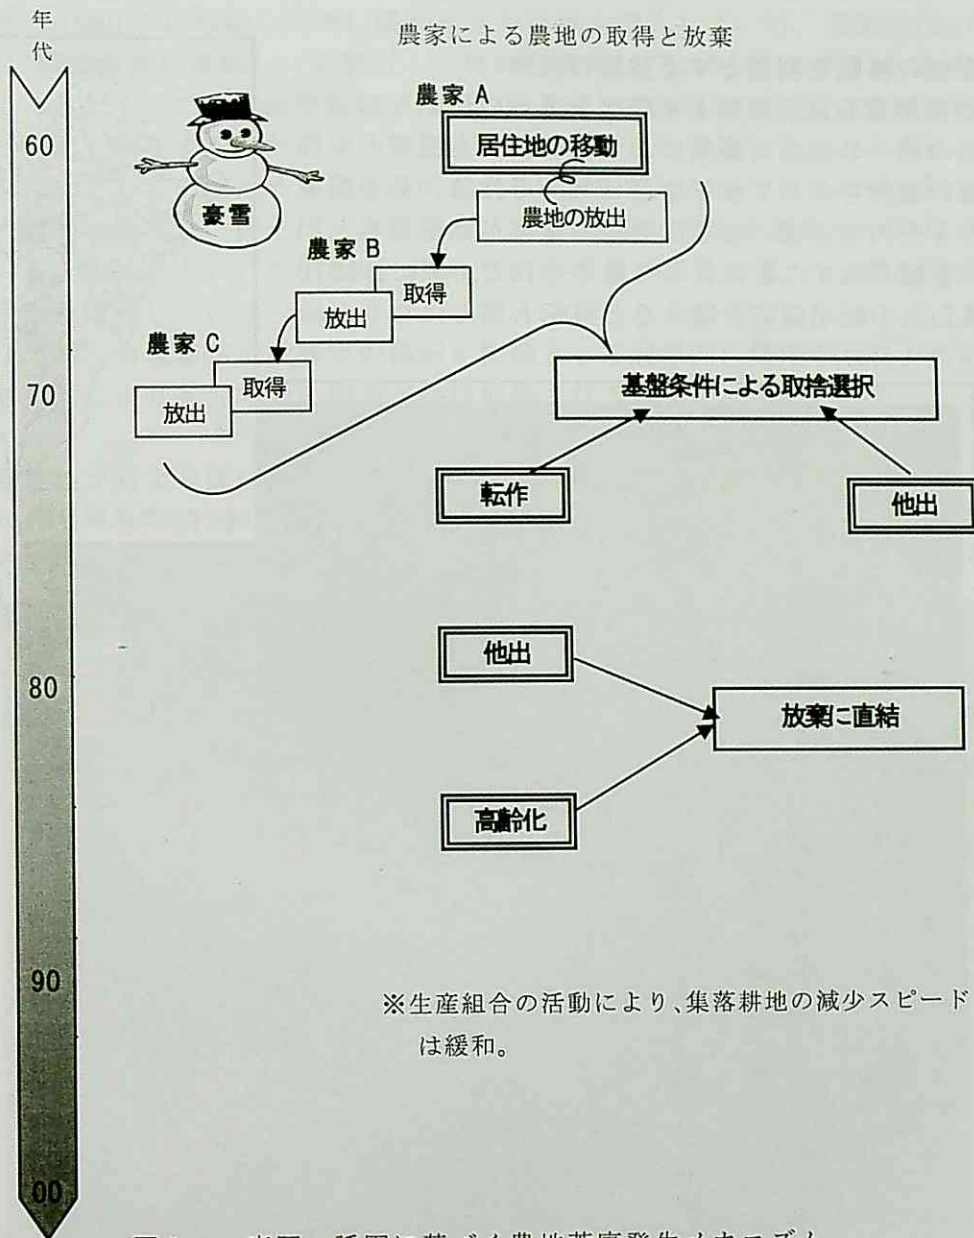 年
代
農家による農地の取得と放棄
農家 A
60
居住地の移動
豪雪
農地の放出
農家 B
取得
放出
農家 C
取得
放出
70
基盤条件による取捨選択
転作
他出
他出
80
放棄に直結
高齢化
90
※生産組合の活動により、集落耕地の減少スピード
は緩和。
00